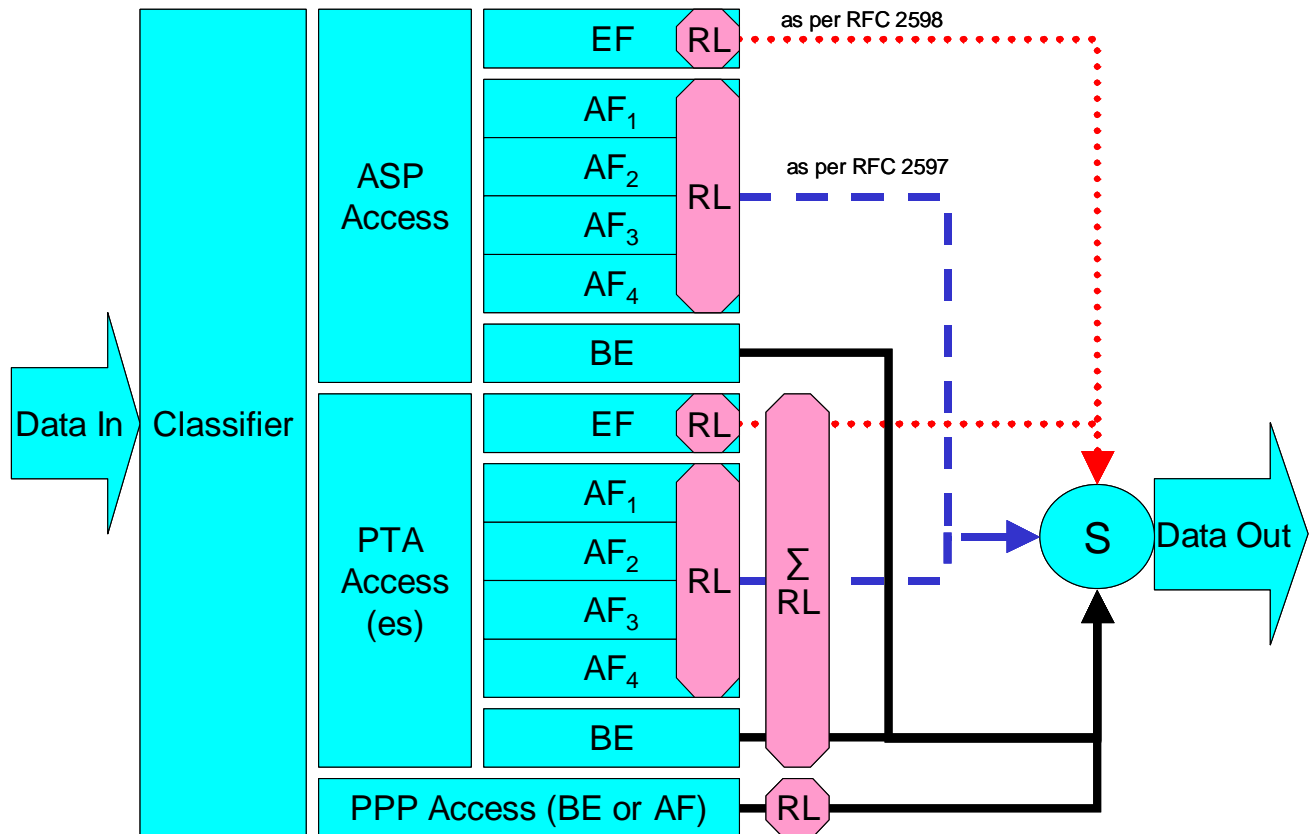 as per RFC 2598
EF
RL
AF1
AF2
AF3
AF4
RL
as per RFC 2597
ASP
Access
BE
Data In
Classifier
EF
RL
AF1
AF2
AF3
AF4
RL
PTA
Access
(es)
Σ
RL
S
Data Out
BE
PPP Access (BE or AF)
RL